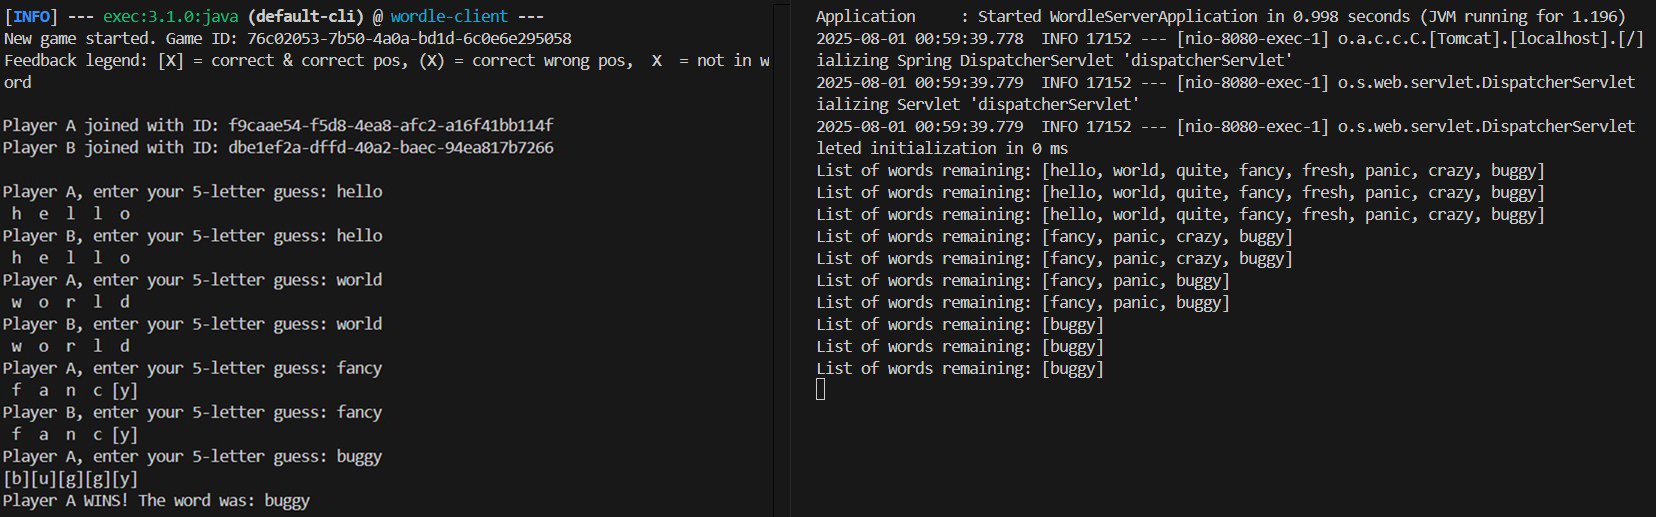 [INFO] --- exec:3.1.0:java (default-cli) @ wordle-client ---
New game started. Game ID: 76c02053-7b50-4a0a-bd1d-6c0e6e295058
Feedback legend: [X] = correct & correct pos, (X) = correct wrong pos,  X  = not in w
ord
Player A joined with ID: f9caae54-f5d8-4ea8-afc2-a16f41bb114f
Player B joined with ID: dbe1ef2a-dffd-40a2-baec-94ea817b7266
Player A, enter your 5-letter guess: hello
 h  e  l  l  o
Player B, enter your 5-letter guess: hello
 h  e  l  l  o
Player A, enter your 5-letter guess: world
 w  o  r  l  d
Player B, enter your 5-letter guess: world
 w  o  r  l  d
Player A, enter your 5-letter guess: fancy
 f  a  n  c [y]
Player B, enter your 5-letter guess: fancy
 f  a  n  c [y]
Player A, enter your 5-letter guess: buggy
[b][u][g][g][y]
Player A WINS! The word was: buggy
Application     : Started WordleServerApplication in 0.998 seconds (JVM running for 1.196)
2025-08-01 00:59:39.778  INFO 17152 --- [nio-8080-exec-1] o.a.c.c.C.[Tomcat].[localhost].[/]
ializing Spring DispatcherServlet 'dispatcherServlet'
2025-08-01 00:59:39.779  INFO 17152 --- [nio-8080-exec-1] o.s.web.servlet.DispatcherServlet
ializing Servlet 'dispatcherServlet'
2025-08-01 00:59:39.779  INFO 17152 --- [nio-8080-exec-1] o.s.web.servlet.DispatcherServlet
leted initialization in 0 ms
List of words remaining: [hello, world, quite, fancy, fresh, panic, crazy, buggy]
List of words remaining: [hello, world, quite, fancy, fresh, panic, crazy, buggy]
List of words remaining: [hello, world, quite, fancy, fresh, panic, crazy, buggy]
List of words remaining: [fancy, panic, crazy, buggy]
List of words remaining: [fancy, panic, crazy, buggy]
List of words remaining: [fancy, panic, buggy]
List of words remaining: [fancy, panic, buggy]
List of words remaining: [buggy]
List of words remaining: [buggy]
List of words remaining: [buggy]